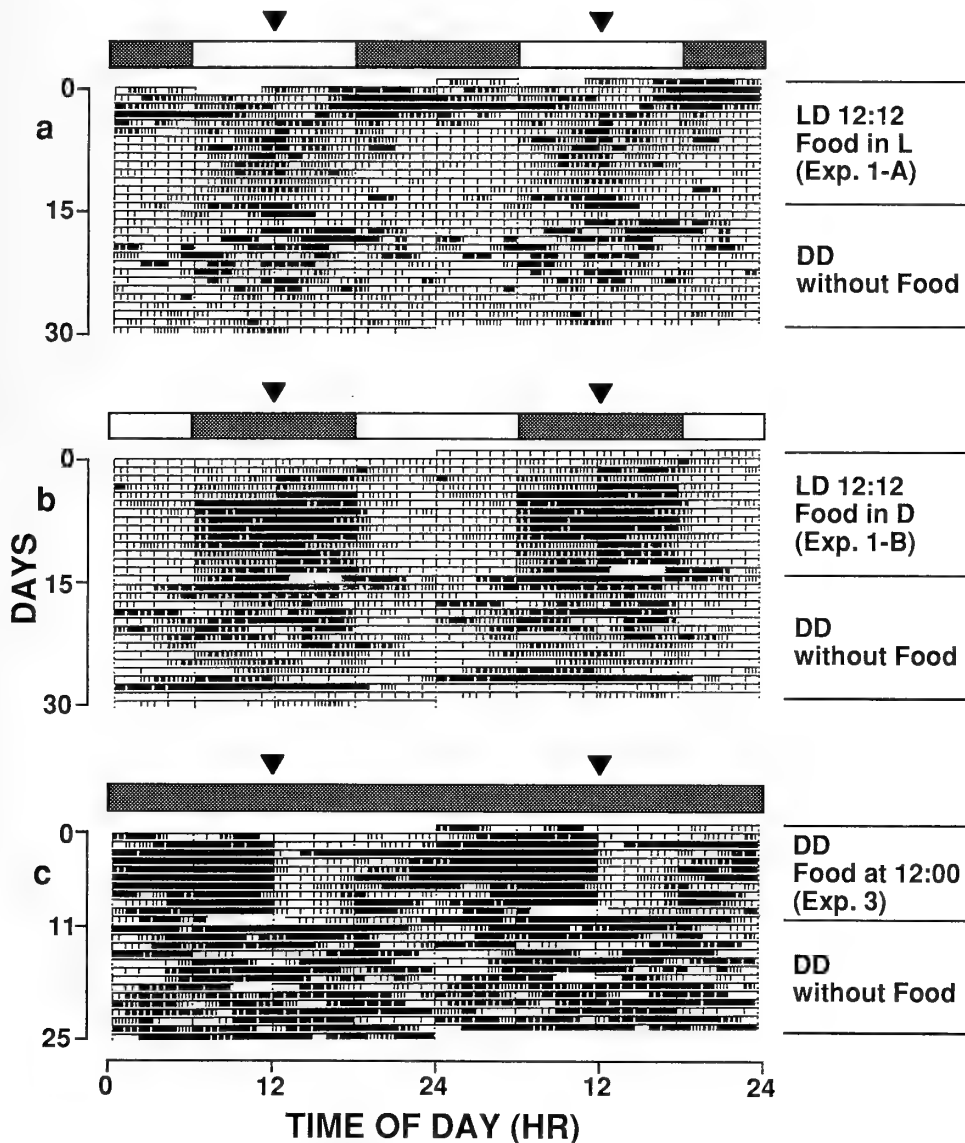 0
a
15
30
LD 12:12
Food in L
(Exp. 1-A)
DD
without Food
DAYS
0
b
15
30
LD 12:12
Food in D
(Exp. 1-B)
DD
without Food
0
c
11
25
DD
Food at 12:00
(Exp. 3)
DD
without Food
0 12 24 12 24
TIME OF DAY (HR)